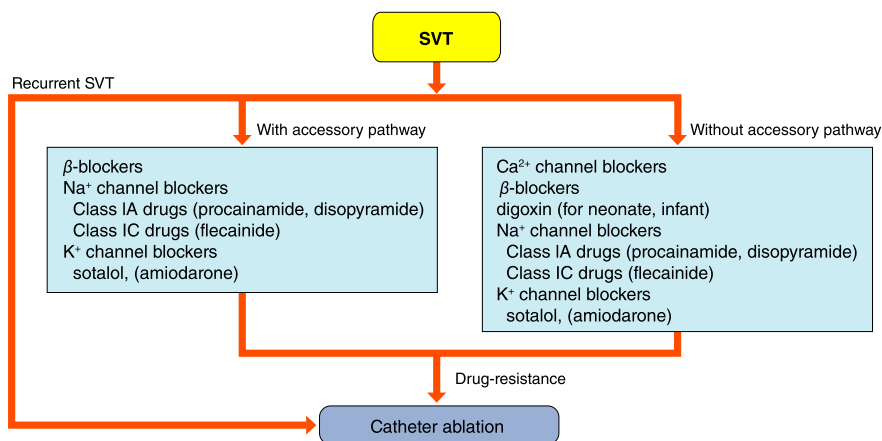 SVT
Recurrent SVT
With accessory pathway
Without accessory pathway
β-blockers
Na⁺ channel blockers
Class IA drugs (procainamide, disopyramide)
Class IC drugs (flecainide)
K⁺ channel blockers
sotalol, (amiodarone)
Ca²⁺ channel blockers
β-blockers
digoxin (for neonate, infant)
Na⁺ channel blockers
Class IA drugs (procainamide, disopyramide)
Class IC drugs (flecainide)
K⁺ channel blockers
sotalol, (amiodarone)
Drug-resistance
Catheter ablation